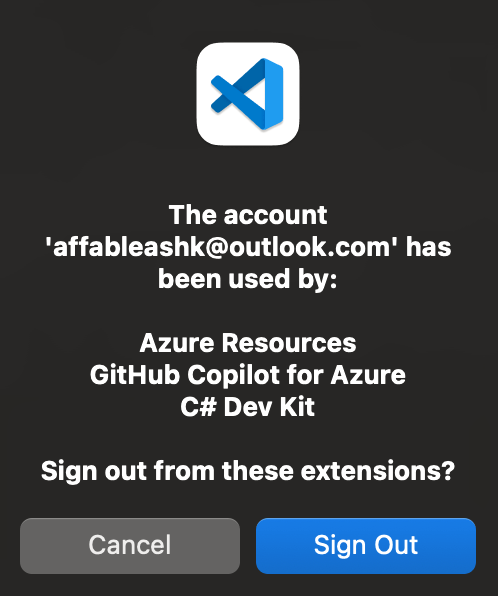 The account
'affableashk@outlook.com' has
been used by:
Azure Resources
GitHub Copilot for Azure
C# Dev Kit
Sign out from these extensions?
Cancel
Sign Out